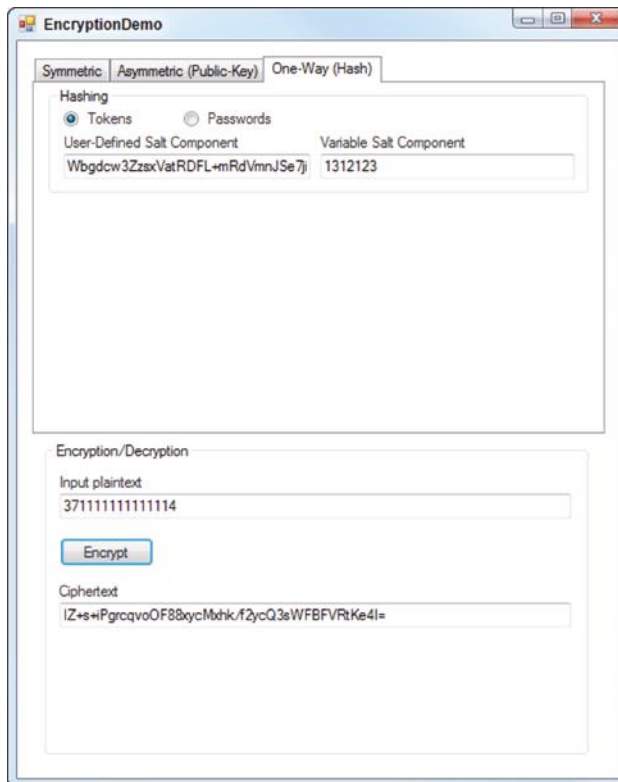 EncryptionDemo
Symmetric Asymmetric (Public-Key) One-Way (Hash)
Hashing
Tokens Passwords
User-Defined Salt Component Variable Salt Component
Wbgdcw3ZzsxVatRDFL+mRdVmnJSe7ji 1312123
Encryption/Decryption
Input plaintext
371111111111114
Encrypt
Ciphertext
IZ+s+iPgrcqvoOF88xycMxhk/f2ycQ3sWFBFVRtKe4I=